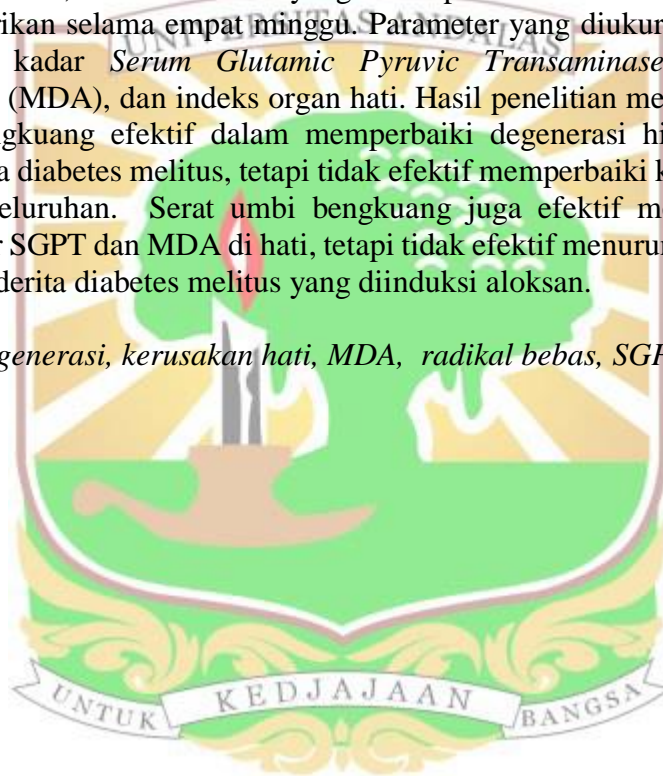 rikan selama empat minggu. Parameter yang diukur
UNIVERSITAS ANDALAS
kadar Serum Glutamic Pyruvic Transaminase
(MDA), dan indeks organ hati. Hasil penelitian me
gkuang efektif dalam memperbaiki degenerasi hi
a diabetes melitus, tetapi tidak efektif memperbaiki k
eluruhan. Serat umbi bengkuang juga efektif m
r SGPT dan MDA di hati, tetapi tidak efektif menurun
derita diabetes melitus yang diinduksi aloksan.
generasi, kerusakan hati, MDA, radikal bebas, SGP
UNTUK KEDJAJAAN BANGSA